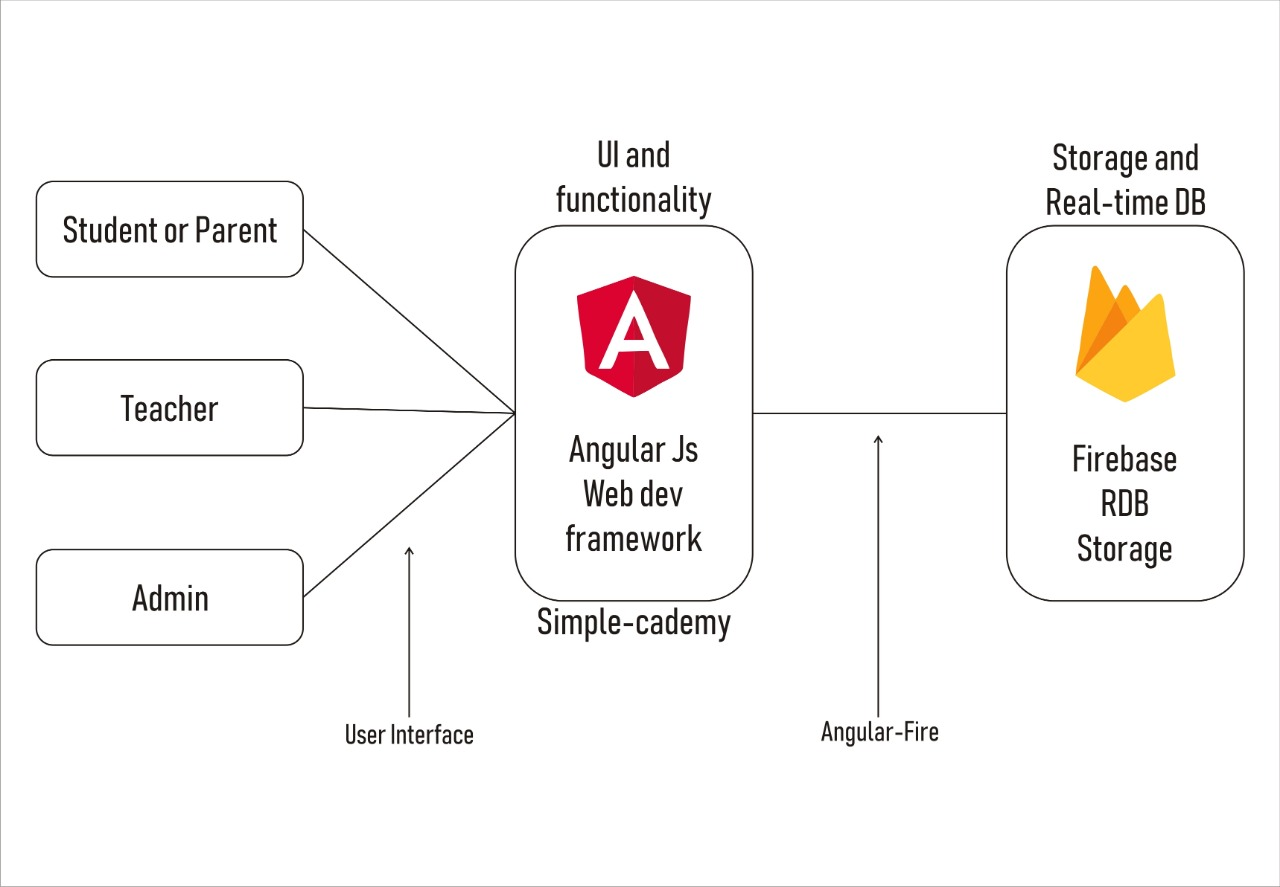 Student or Parent
Teacher
Admin
User Interface
UI and
functionality
A
Angular Js
Web dev
framework
Simple-cademy
Angular-Fire
Storage and
Real-time DB
Firebase
RDB
Storage